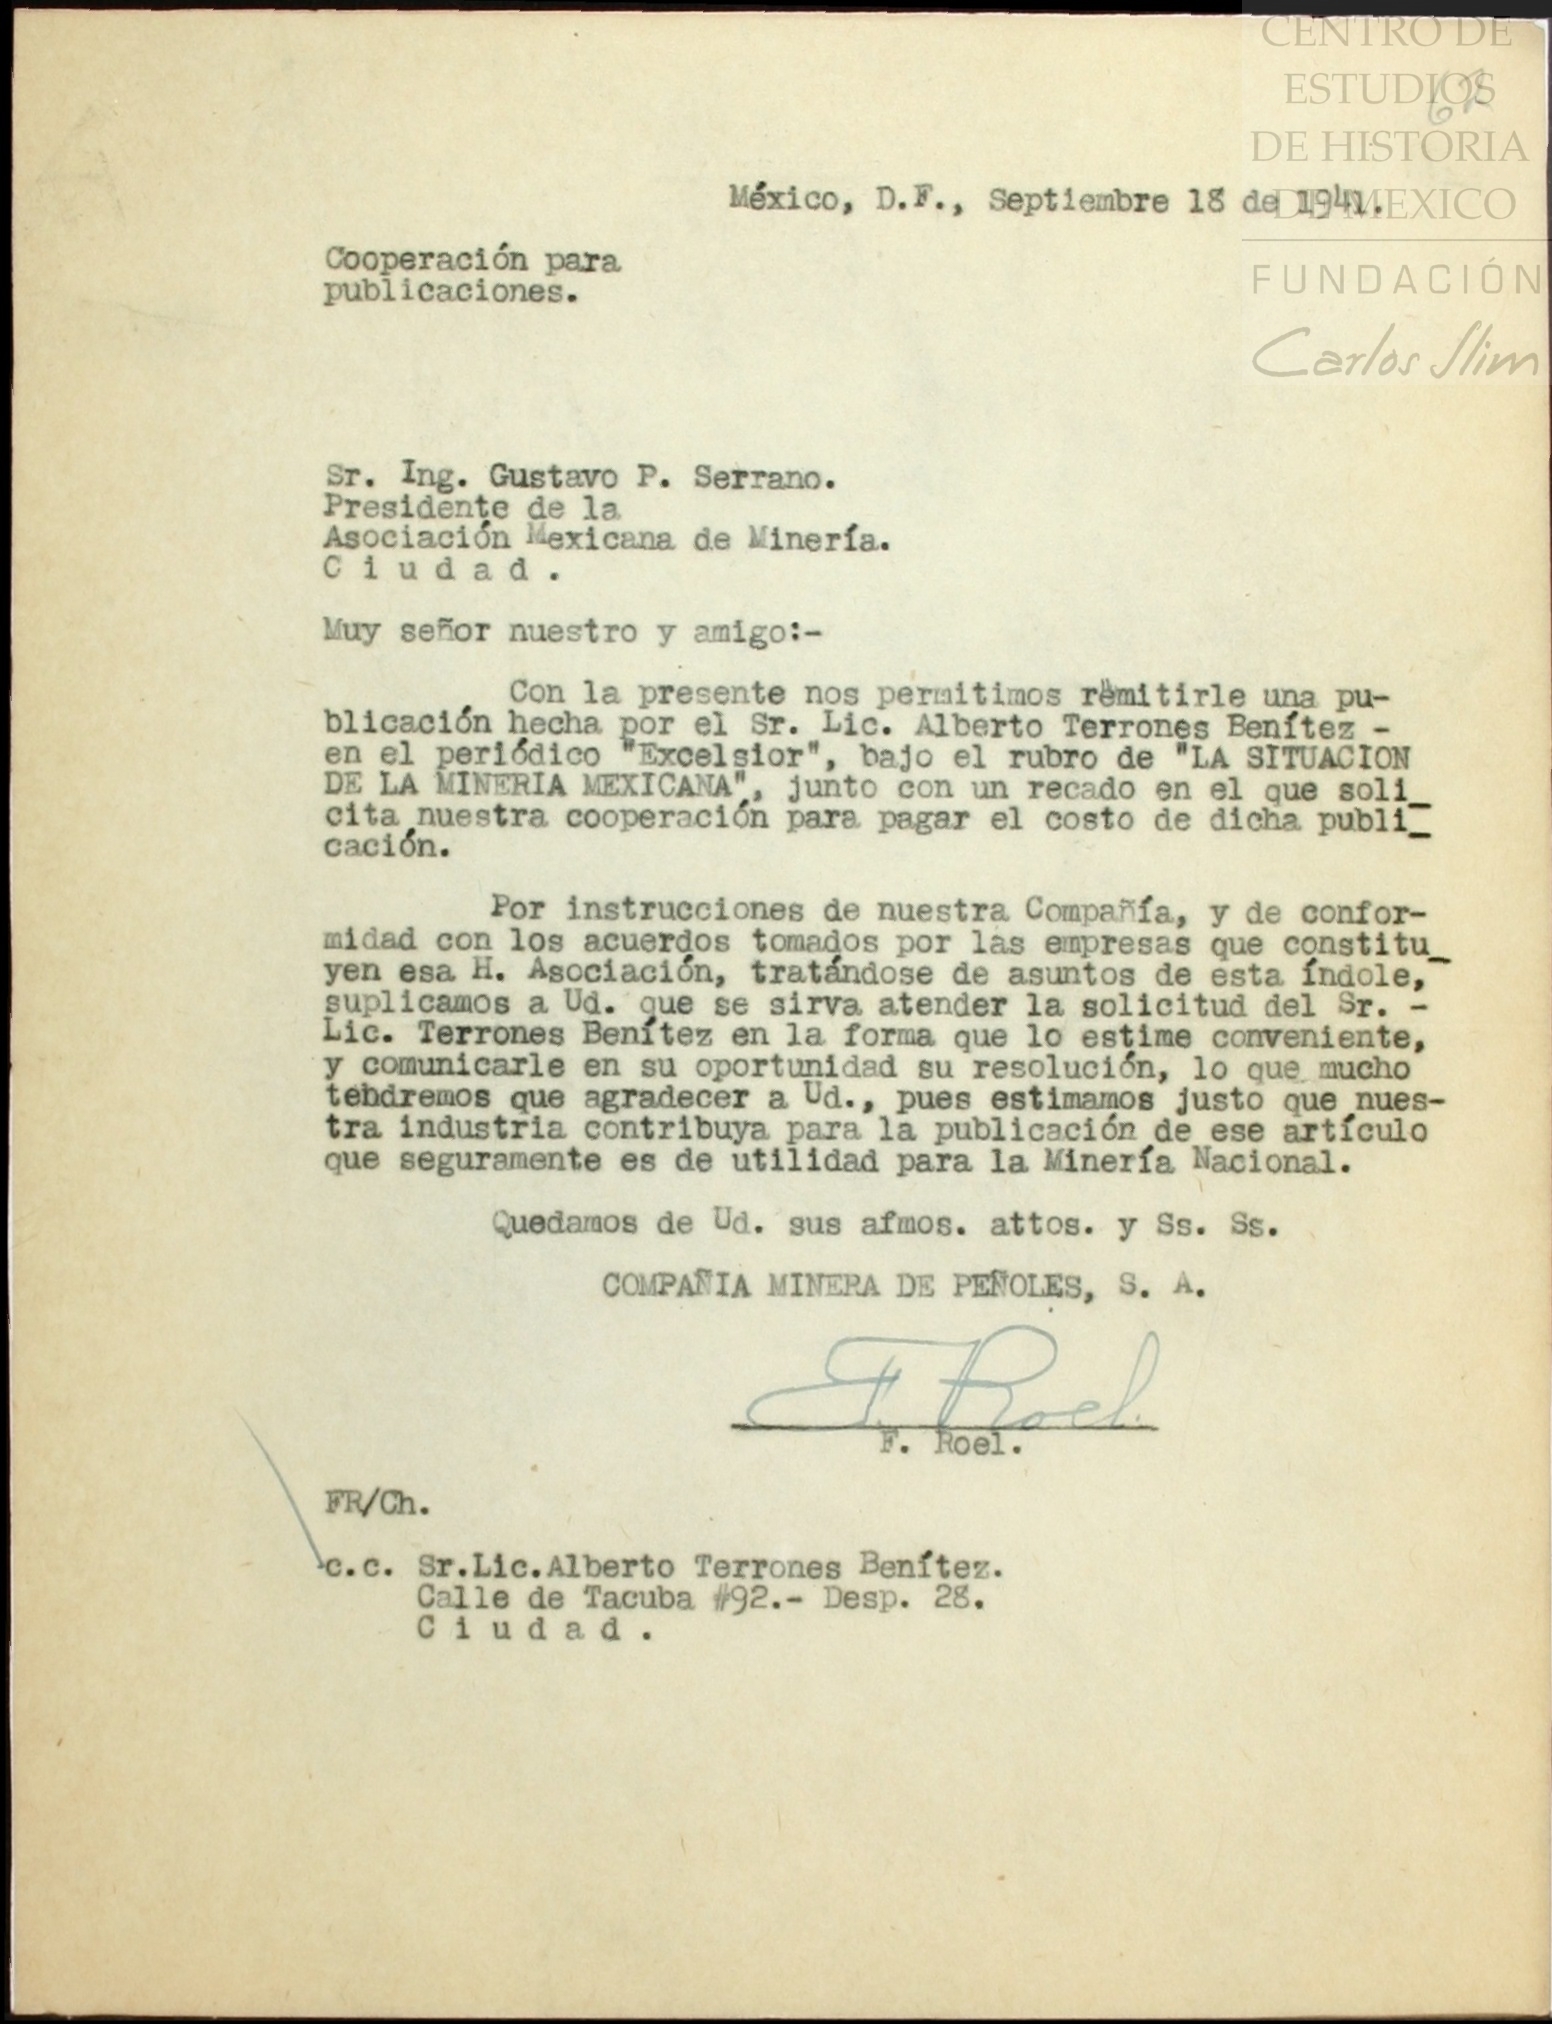 CENTRO DE
ESTUDIOS
DE HISTORIA
DE MEXICO
FUNDACIÓN
Carlos Slim
62
México, D.F., Septiembre 18 de 1941.
Cooperación para
publicaciones.
Sr. Ing. Gustavo P. Serrano.
Presidente de la
Asociación Mexicana de Minería.
C i u d a d .
Muy señor nuestro y amigo:-
Con la presente nos permitimos remitirle una pu-
blicación hecha por el Sr. Lic. Alberto Terrones Benítez -
en el periódico "Excelsior", bajo el rubro de "LA SITUACION
DE LA MINERIA MEXICANA", junto con un recado en el que soli_
cita nuestra cooperación para pagar el costo de dicha publi_
cación.
Por instrucciones de nuestra Compañía, y de confor-
midad con los acuerdos tomados por las empresas que constitu_
yen esa H. Asociación, tratándose de asuntos de esta índole,
suplicamos a Ud. que se sirva atender la solicitud del Sr. -
Lic. Terrones Benítez en la forma que lo estime conveniente,
y comunicarle en su oportunidad su resolución, lo que mucho
tendremos que agradecer a Ud., pues estimamos justo que nues-
tra industria contribuya para la publicación de ese artículo
que seguramente es de utilidad para la Minería Nacional.
Quedamos de Ud. sus afmos. attos. y Ss. Ss.
COMPAÑIA MINERA DE PEÑOLES, S. A.
F. Roel.
F. Roel.
FR/Ch.
c.c. Sr.Lic.Alberto Terrones Benítez.
Calle de Tacuba #92.- Desp. 28.
C i u d a d .